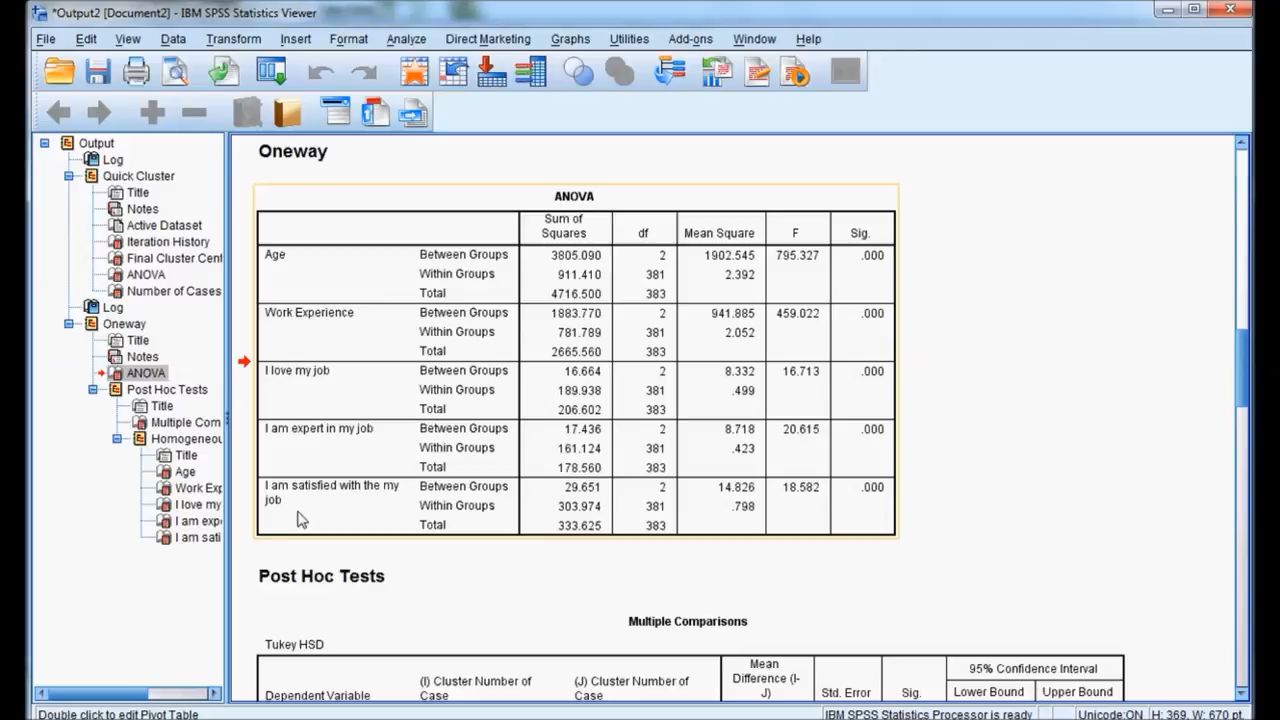 *Output2 [Document2] - IBM SPSS Statistics Viewer
File Edit View Data Transform Insert Format Analyze Direct Marketing Graphs Utilities Add-ons Window Help
Output
Log
Quick Cluster
Title
Notes
Active Dataset
Iteration History
Final Cluster Cent
ANOVA
Number of Cases
Log
Oneway
Title
Notes
ANOVA
Post Hoc Tests
Title
Multiple Com
Homogeneou
Title
Age
Work Exp
I love my
I am exp
I am sati
Oneway
ANOVA
Sum of Squares df Mean Square F Sig.
Age Between Groups 3805.090 2 1902.545 795.327 .000
Within Groups 911.410 381 2.392
Total 4716.500 383
Work Experience Between Groups 1883.770 2 941.885 459.022 .000
Within Groups 781.789 381 2.052
Total 2665.560 383
I love my job Between Groups 16.664 2 8.332 16.713 .000
Within Groups 189.938 381 .499
Total 206.602 383
I am expert in my job Between Groups 17.436 2 8.718 20.615 .000
Within Groups 161.124 381 .423
Total 178.560 383
I am satisfied with the my job Between Groups 29.651 2 14.826 18.582 .000
Within Groups 303.974 381 .798
Total 333.625 383
Post Hoc Tests
Multiple Comparisons
Tukey HSD
Dependent Variable (I) Cluster Number of Case (J) Cluster Number of Case Mean Difference (I-J) Std. Error Sig. 95% Confidence Interval
Lower Bound Upper Bound
Double click to edit Pivot Table IBM SPSS Statistics Processor is ready Unicode:ON H: 369, W: 670 pt.